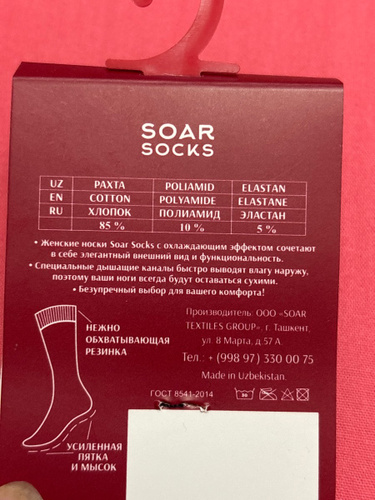 SOAR
SOCKS
UZ PAXTA POLIAMID ELASTAN
EN COTTON POLYAMIDE ELASTANE
RU ХЛОПОК ПОЛИАМИД ЭЛАСТАН
85 % 10 % 5 %
• Женские носки Soar Socks с охлаждающим эффектом сочетают
в себе элегантный внешний вид и функциональность.
• Специальные дышащие каналы быстро выводят влагу наружу,
поэтому ваши ноги всегда будут оставаться сухими.
• Безупречный выбор для вашего комфорта!
НЕЖНО
ОБХВАТЫВАЮЩАЯ
РЕЗИНКА
Производитель: ООО «SOAR
TEXTILES GROUP», г. Ташкент,
ул. 8 Марта, д.57 А.
Тел.: + (998 97) 330 00 75
Made in Uzbekistan.
ГОСТ 8541-2014
30
УСИЛЕННАЯ
ПЯТКА
И МЫСОК